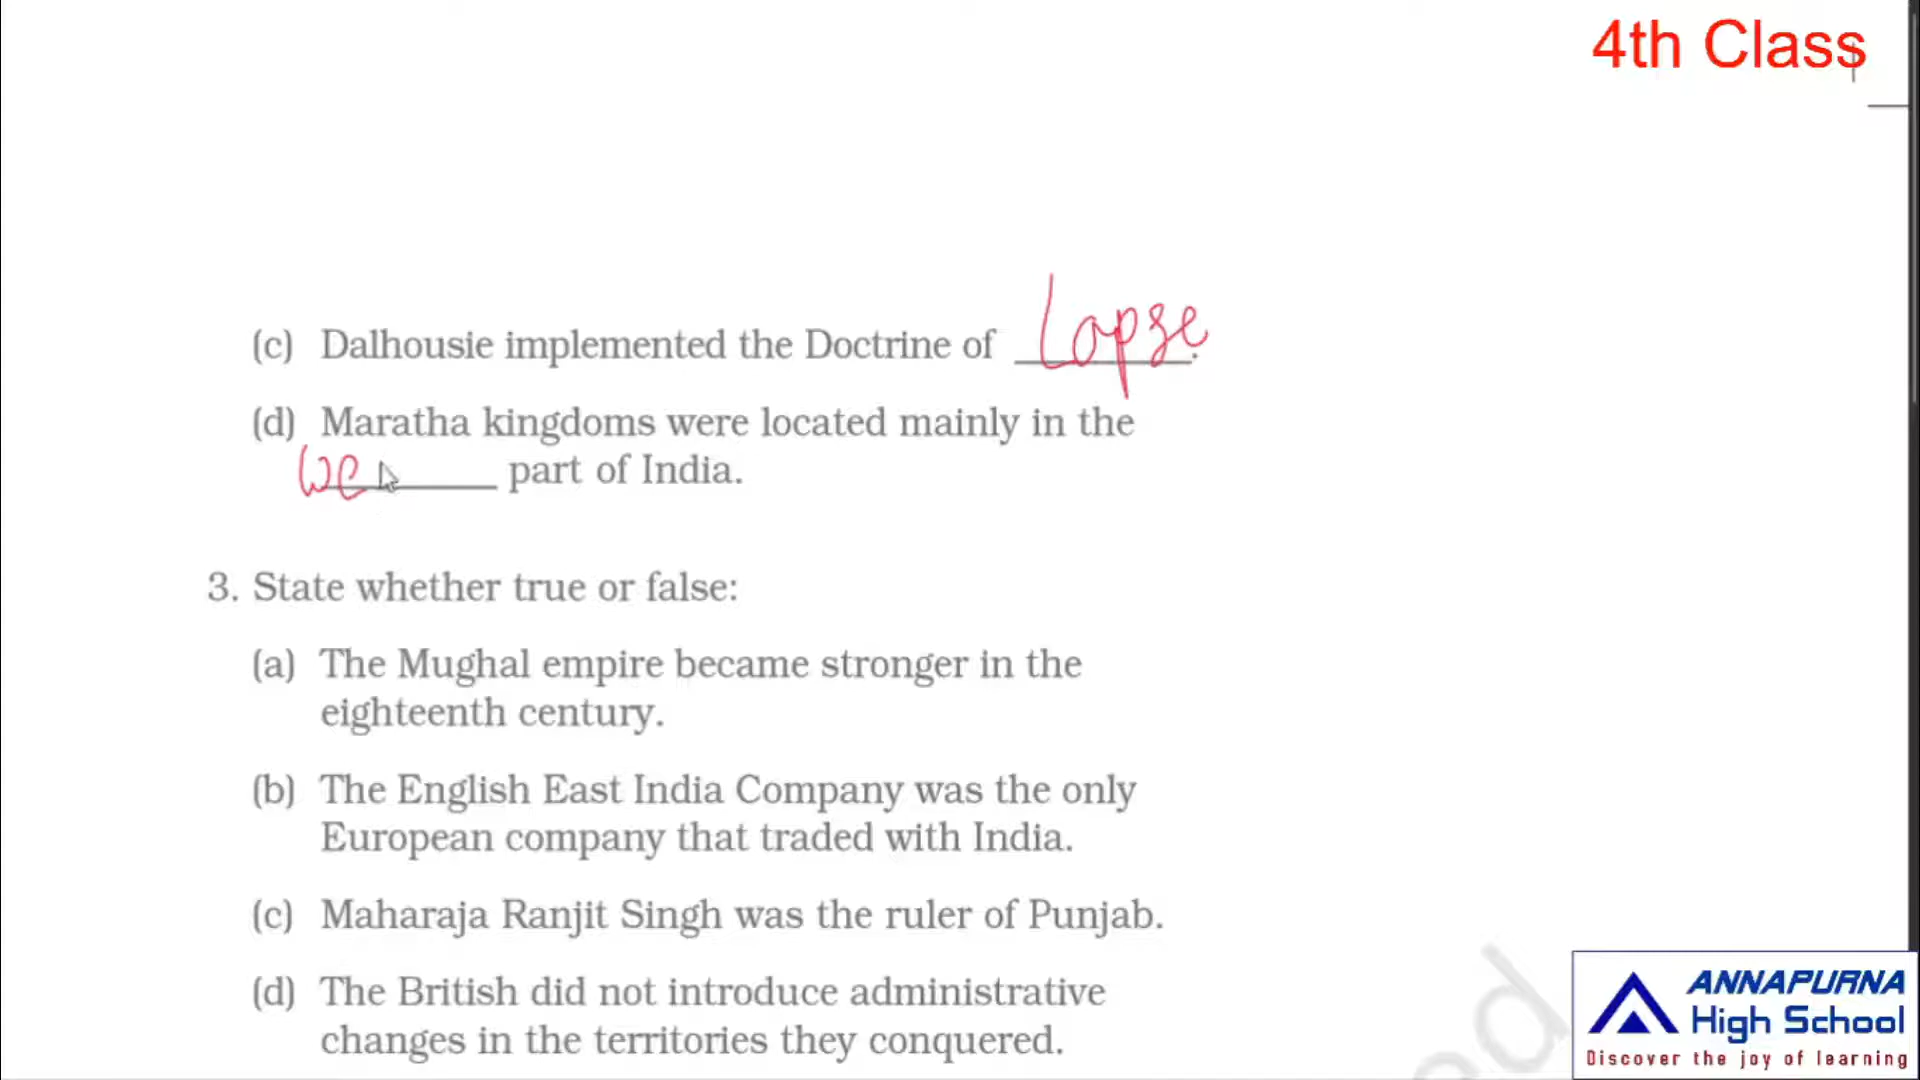 4th Class
(c) Dalhousie implemented the Doctrine of Lapse.
(d) Maratha kingdoms were located mainly in the
we_____ part of India.
3. State whether true or false:
(a) The Mughal empire became stronger in the
eighteenth century.
(b) The English East India Company was the only
European company that traded with India.
(c) Maharaja Ranjit Singh was the ruler of Punjab.
(d) The British did not introduce administrative
changes in the territories they conquered.
ANNAPURNA
High School
Discover the joy of learning